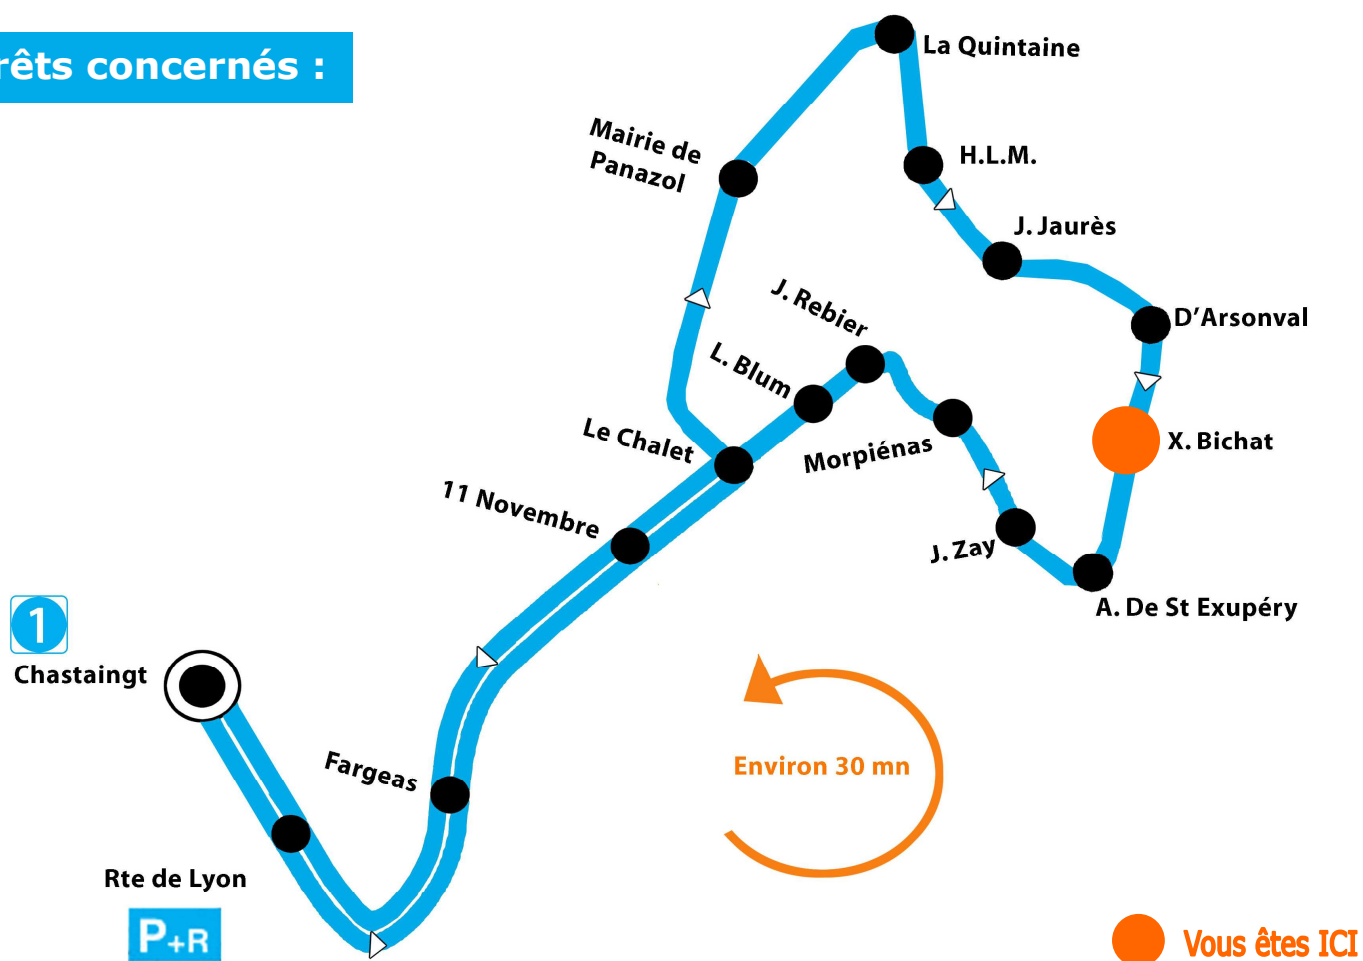 rêts concernés :
La Quintaine
Mairie de
Panazol
H.L.M.
J. Jaurès
J. Rebier
D'Arsonval
L. Blum
Le Chalet
Morpiénas
X. Bichat
11 Novembre
J. Zay
A. De St Exupéry
1
Chastaingt
Fargeas
Environ 30 mn
Rte de Lyon
P+R
Vous êtes ICI